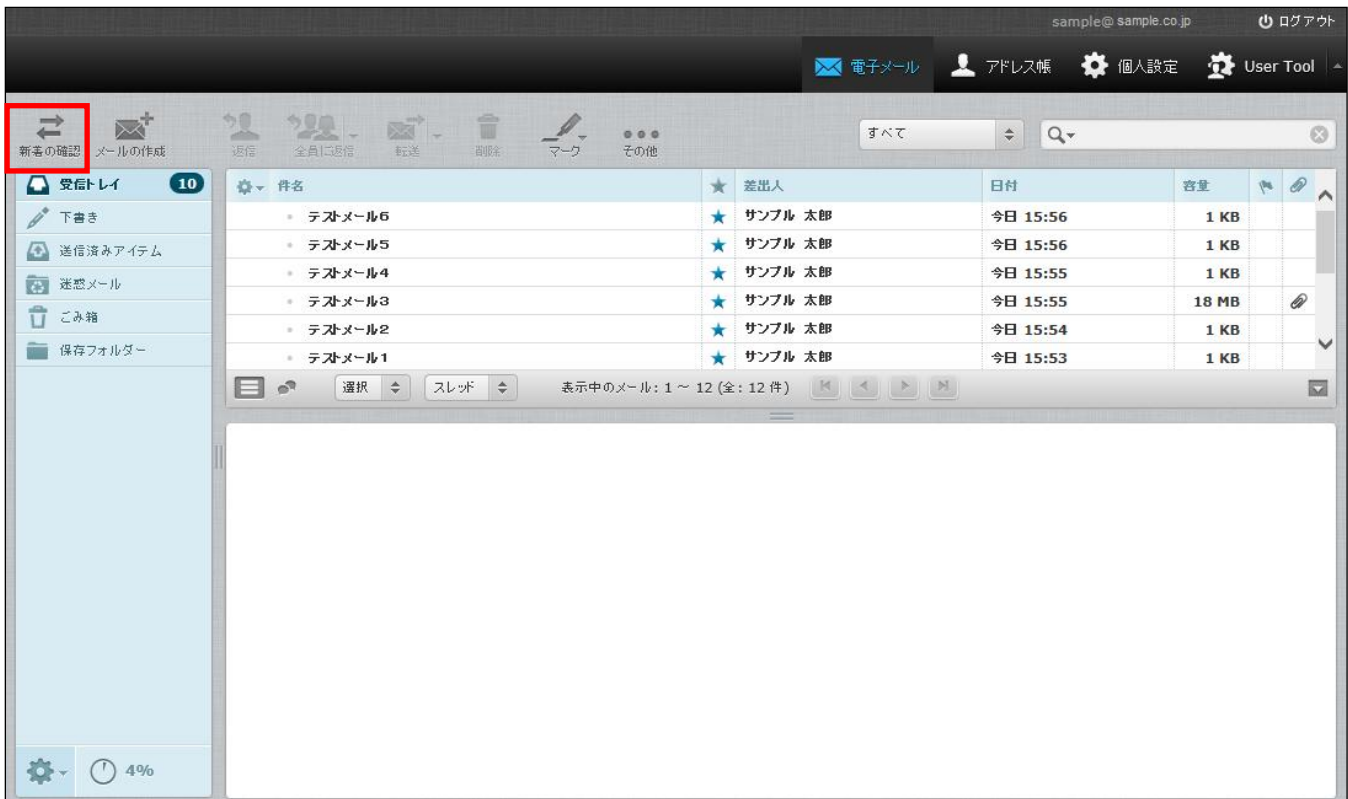 sample@ sample.co.jp ログアウト
電子メール アドレス帳 個人設定 User Tool
新着の確認 メールの作成 返信 全員に返信 転送 削除 マーク その他 すべて
受信トレイ 10
下書き
送信済みアイテム
迷惑メール
ごみ箱
保存フォルダー
件名 差出人 日付 容量
テストメール6 サンプル 太郎 今日 15:56 1 KB
テストメール5 サンプル 太郎 今日 15:56 1 KB
テストメール4 サンプル 太郎 今日 15:55 1 KB
テストメール3 サンプル 太郎 今日 15:55 18 MB
テストメール2 サンプル 太郎 今日 15:54 1 KB
テストメール1 サンプル 太郎 今日 15:53 1 KB
選択 スレッド 表示中のメール: 1 ~ 12 (全: 12 件)
4%